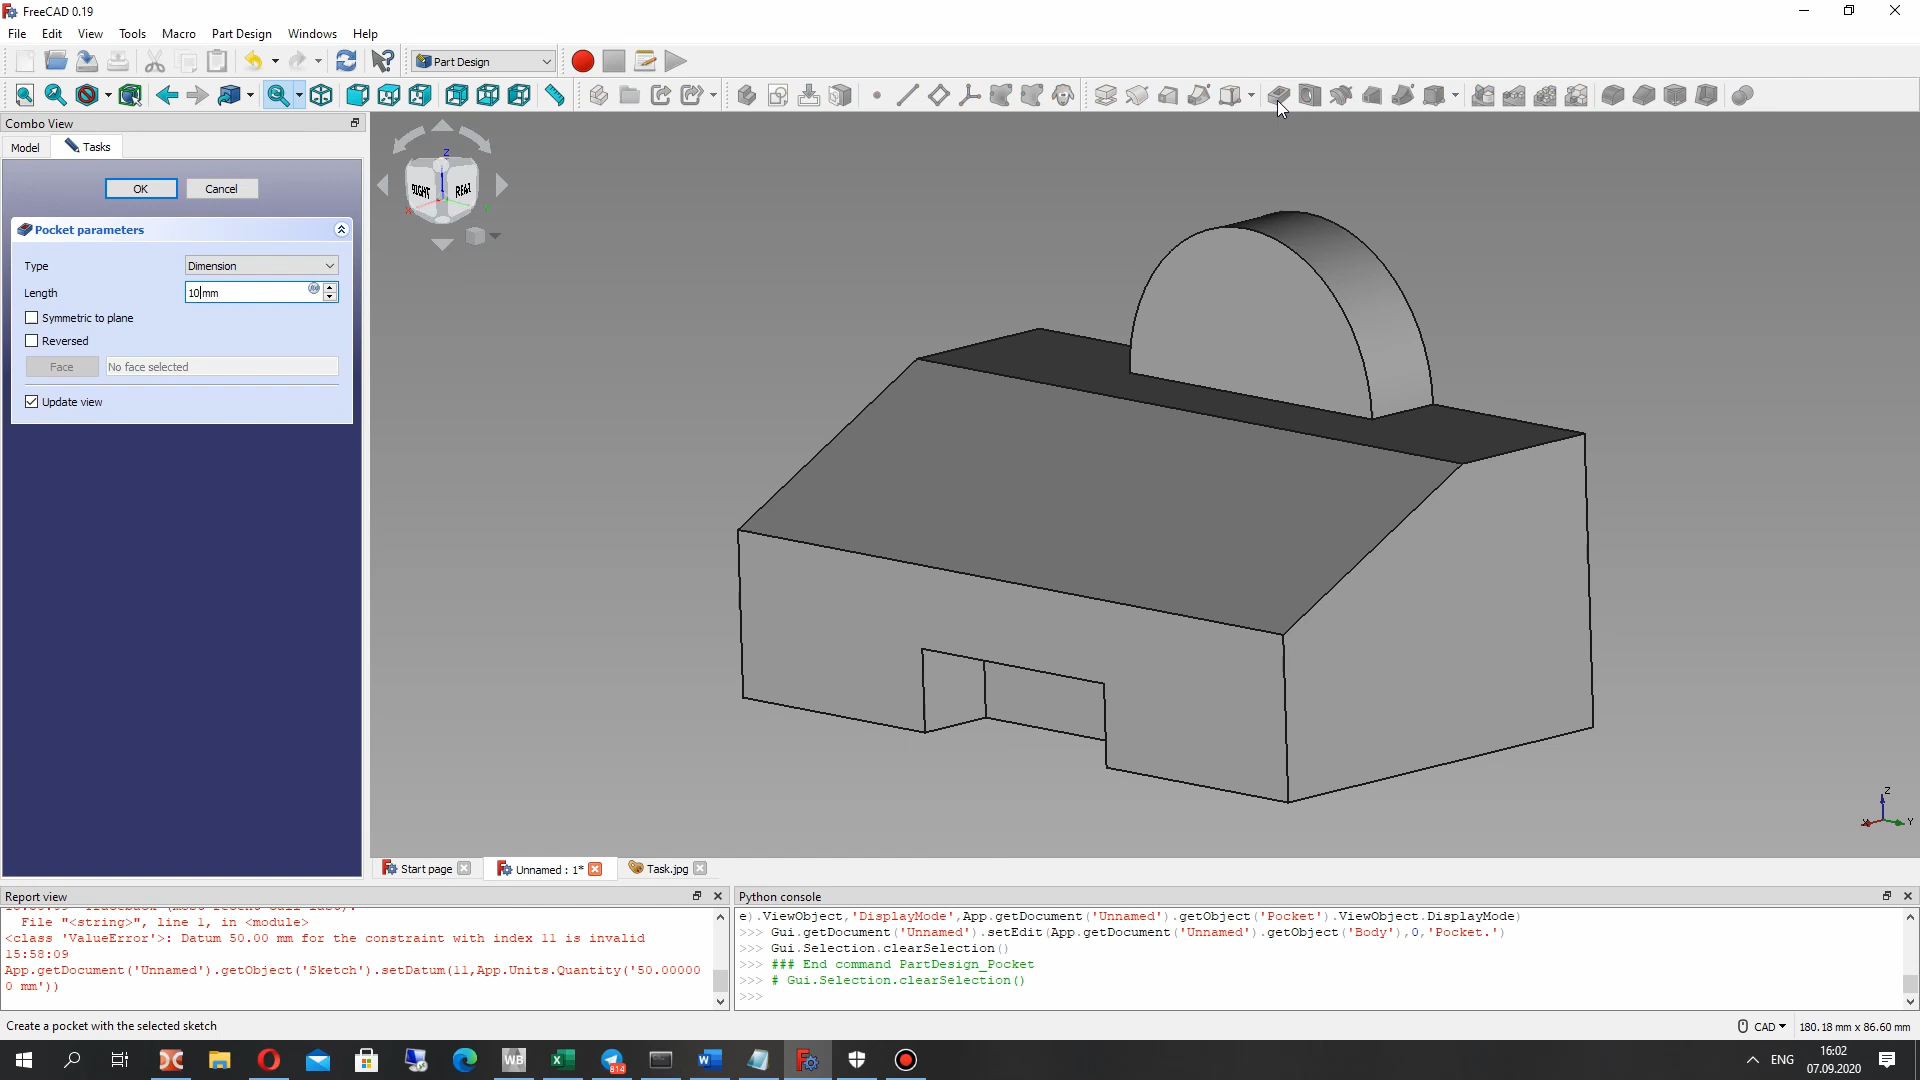 FreeCAD 0.19
File Edit View Tools Macro Part Design Windows Help
Part Design
Combo View
Model Tasks
OK Cancel
Pocket parameters
Type Dimension
Length 10 mm
Symmetric to plane
Reversed
Face No face selected
Update view
Z
RIGHT REAR
X Y
Z
X Y
Start page Unnamed : 1* Task.jpg
Report view
File "<string>", line 1, in <module>
<class 'ValueError'>: Datum 50.00 mm for the constraint with index 11 is invalid
15:58:09
App.getDocument('Unnamed').getObject('Sketch').setDatum(11,App.Units.Quantity('50.00000
0 mm'))
Python console
e).ViewObject,'DisplayMode',App.getDocument('Unnamed').getObject('Pocket').ViewObject.DisplayMode)
>>> Gui.getDocument('Unnamed').setEdit(App.getDocument('Unnamed').getObject('Body'),0,'Pocket.')
>>> Gui.Selection.clearSelection()
>>> ### End command PartDesign_Pocket
>>> # Gui.Selection.clearSelection()
>>>
Create a pocket with the selected sketch
CAD 180.18 mm x 86.60 mm
WB
814
ENG
16:02
07.09.2020